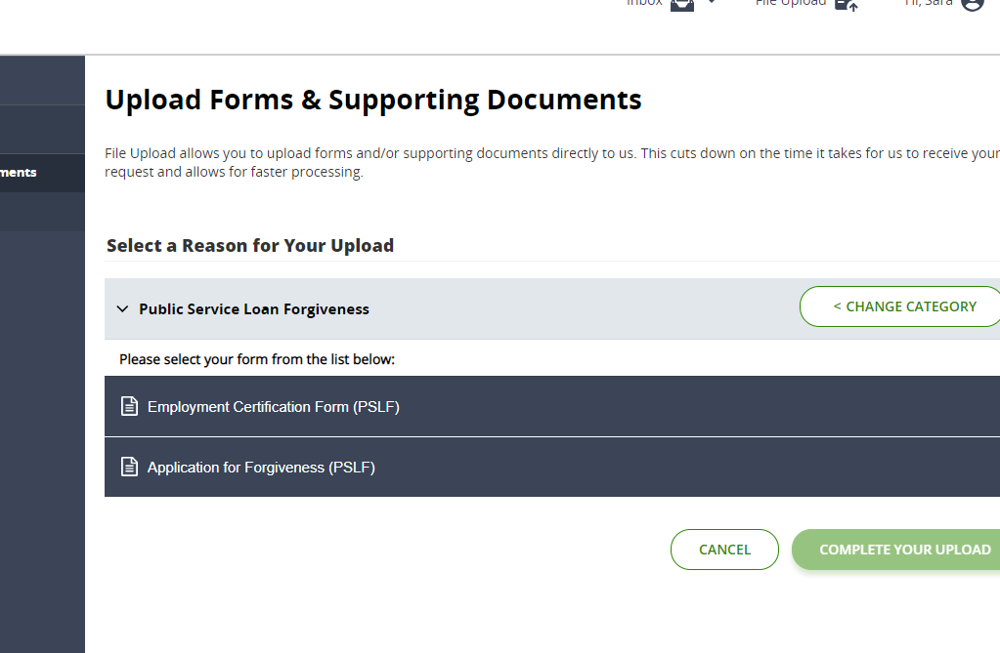 Inbox File Upload Hi, Sara
Upload Forms & Supporting Documents
File Upload allows you to upload forms and/or supporting documents directly to us. This cuts down on the time it takes for us to receive your
request and allows for faster processing.
ments
Select a Reason for Your Upload
Public Service Loan Forgiveness
< CHANGE CATEGORY
Please select your form from the list below:
Employment Certification Form (PSLF)
Application for Forgiveness (PSLF)
CANCEL
COMPLETE YOUR UPLOAD